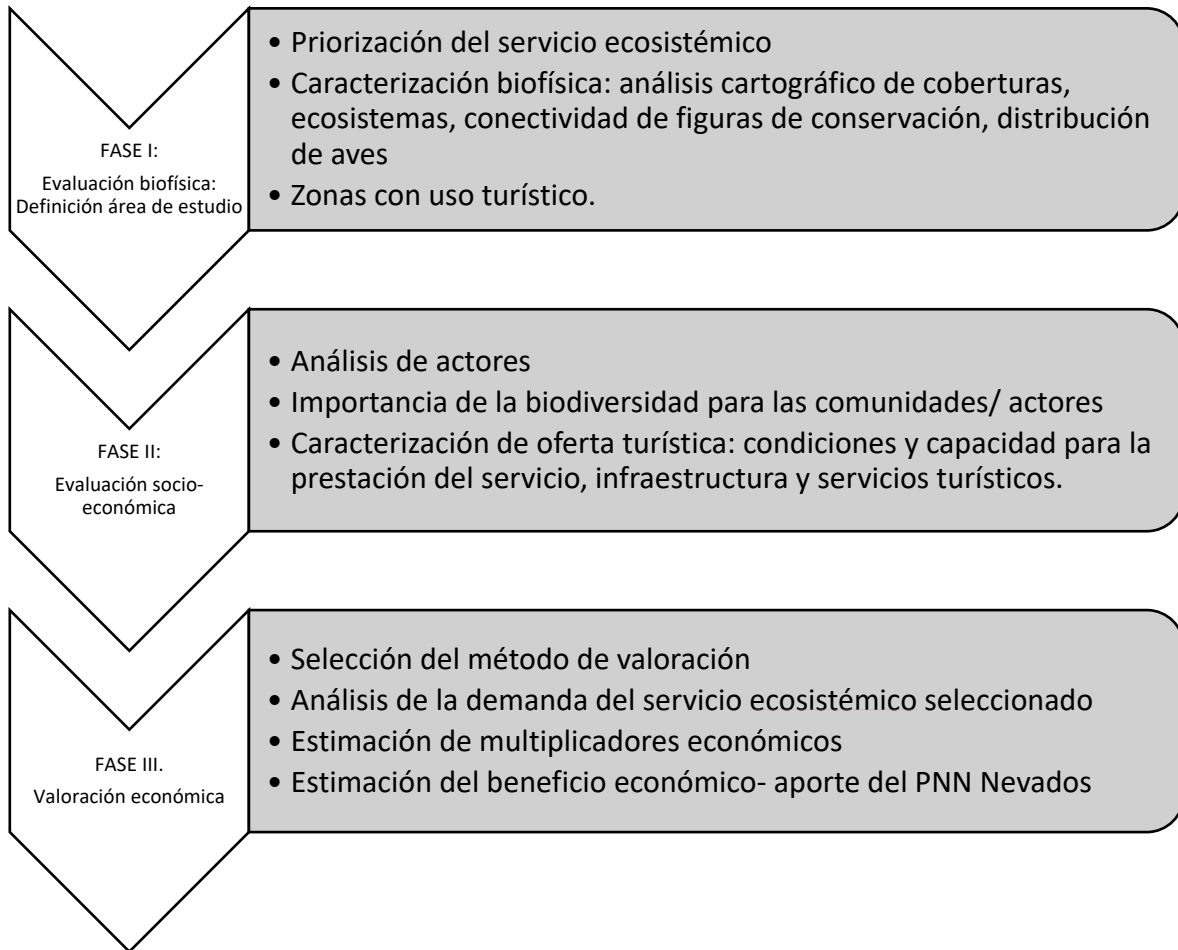 FASE I:
Evaluación biofísica:
Definición área de estudio
• Priorización del servicio ecosistémico
• Caracterización biofísica: análisis cartográfico de coberturas,
ecosistemas, conectividad de figuras de conservación, distribución
de aves
• Zonas con uso turístico.
FASE II:
Evaluación socio-
económica
• Análisis de actores
• Importancia de la biodiversidad para las comunidades/ actores
• Caracterización de oferta turística: condiciones y capacidad para la
prestación del servicio, infraestructura y servicios turísticos.
FASE III.
Valoración económica
• Selección del método de valoración
• Análisis de la demanda del servicio ecosistémico seleccionado
• Estimación de multiplicadores económicos
• Estimación del beneficio económico- aporte del PNN Nevados